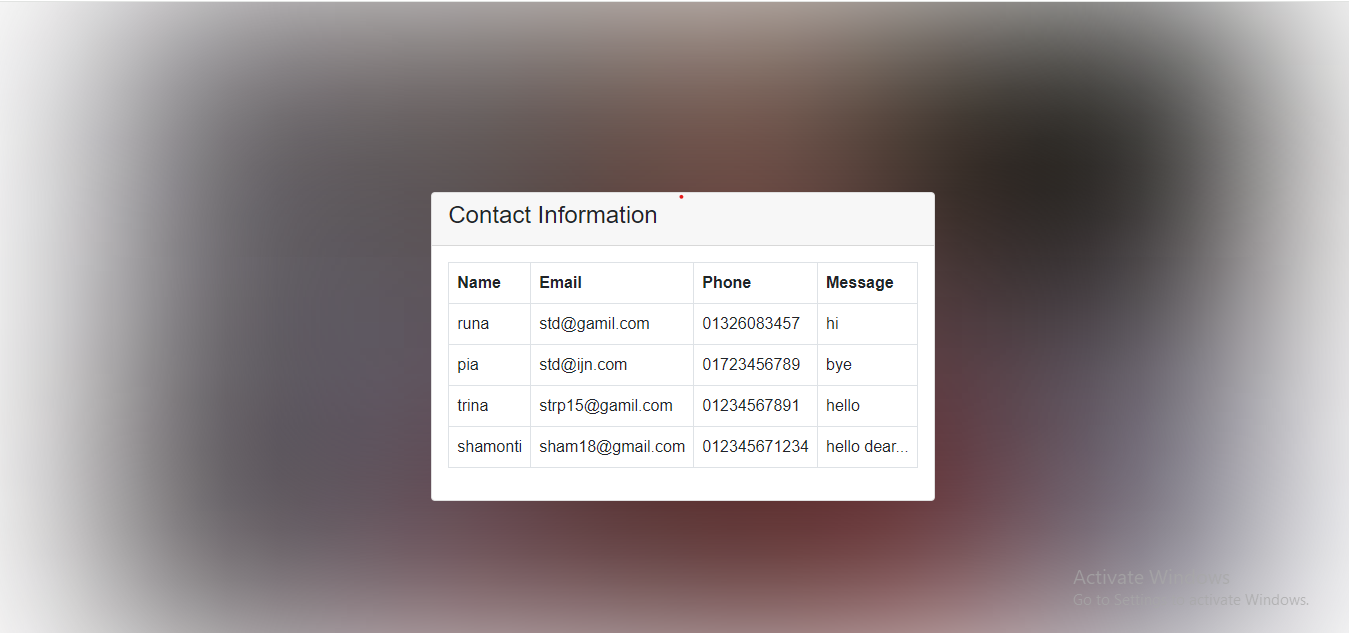 Contact Information
Name Email Phone Message
runa std@gamil.com 01326083457 hi
pia std@ijn.com 01723456789 bye
trina strp15@gamil.com 01234567891 hello
shamonti sham18@gmail.com 012345671234 hello dear...
Activate Windows
Go to Settings to activate Windows.